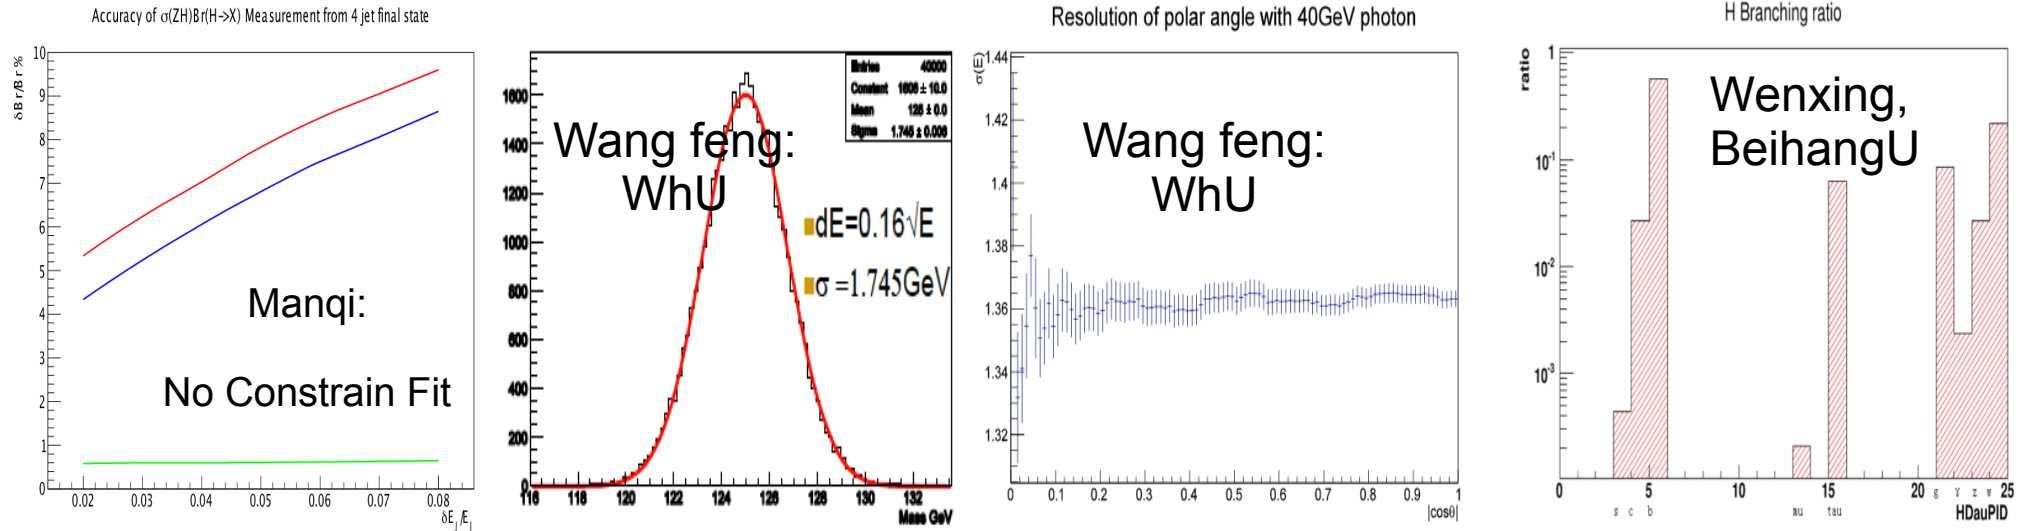 Accuracy of σ(ZH)Br(H->X) Measurement from 4 jet final state
δBr/Br %
10
9
8
7
6
5
4
3
2
1
0
Manqi:
No Constrain Fit
0.02 0.03 0.04 0.05 0.06 0.07 0.08
δE_J/E_J
Entries 40000
Constant 1606 ± 10.0
Mean 125 ± 0.0
Sigma 1.745 ± 0.006
1600
1400
1200
1000
800
600
400
200
0
Wang feng:
WhU
dE=0.16√E
σ =1.745GeV
116 118 120 122 124 126 128 130 132
Mass GeV
Resolution of polar angle with 40GeV photon
σ(E)
1.44
1.42
1.4
1.38
1.36
1.34
1.32
Wang feng:
WhU
0 0.1 0.2 0.3 0.4 0.5 0.6 0.7 0.8 0.9 1
|cosθ|
H Branching ratio
ratio
1
10⁻¹
10⁻²
10⁻³
Wenxing,
BeihangU
0 5 10 15 20 25
s c b mu tau g γ z w
HDauPID